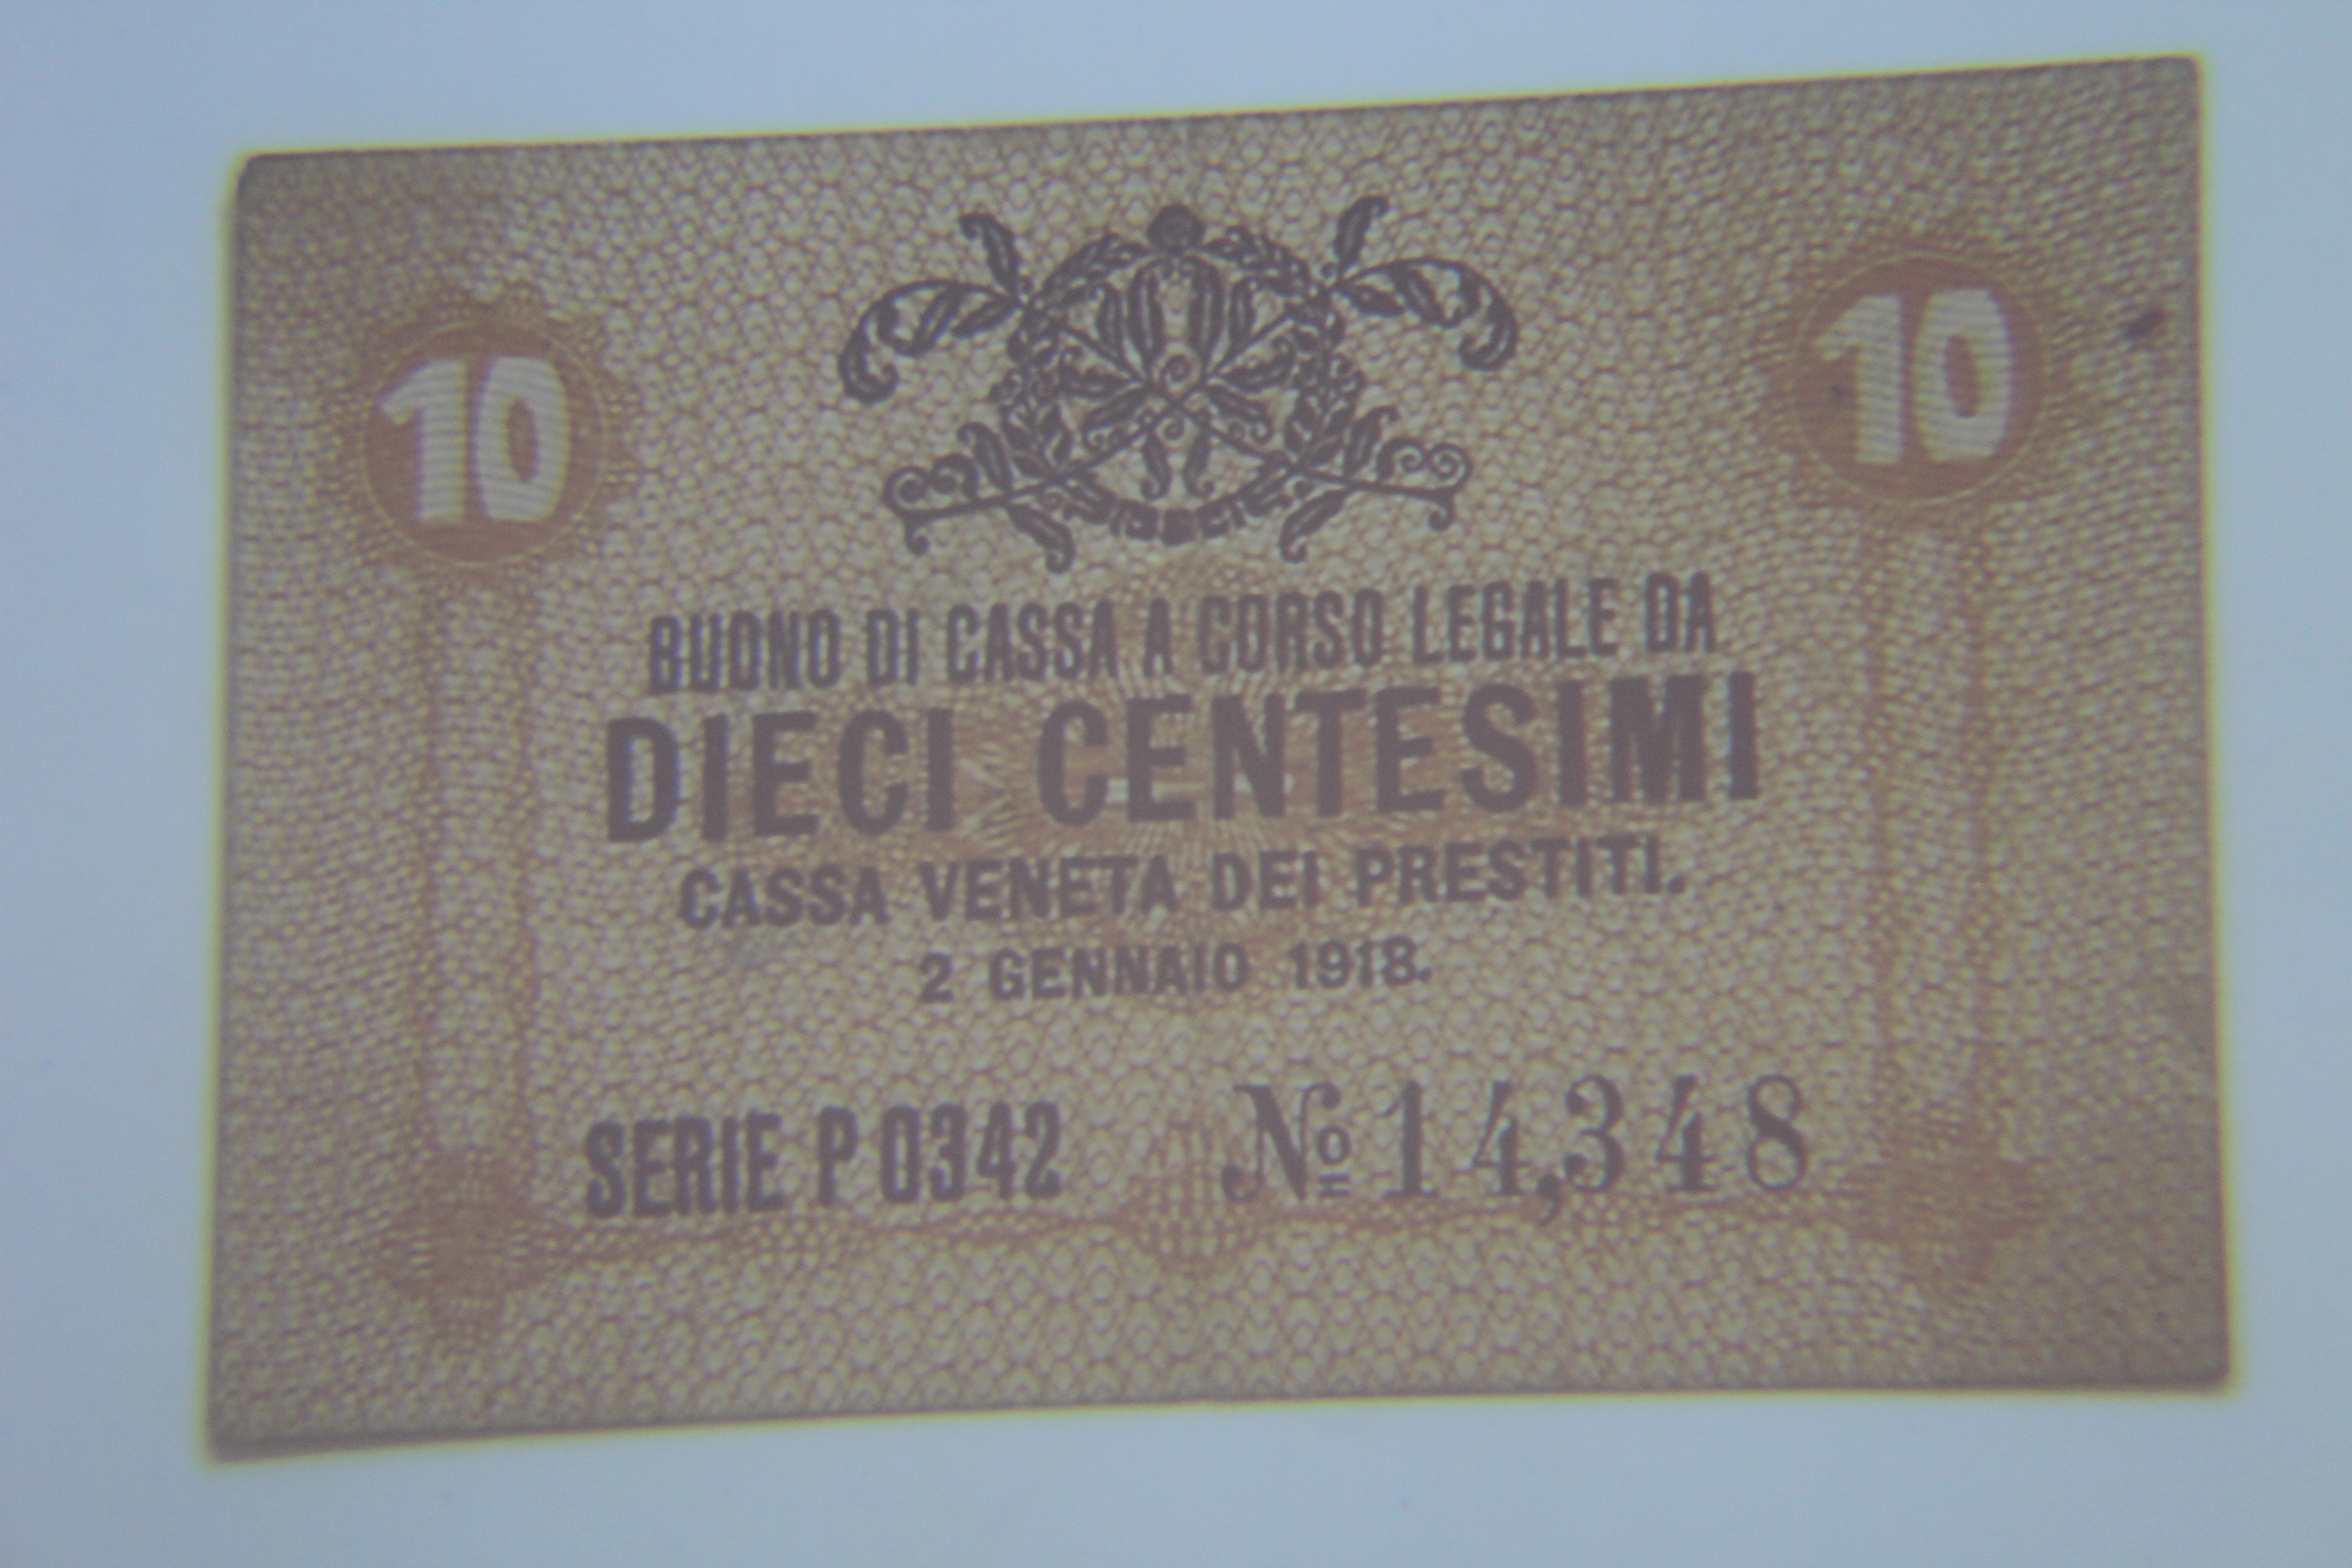 10
10
BUONO DI CASSA A CORSO LEGALE DA
DIECI CENTESIMI
CASSA VENETA DEI PRESTITI.
2 GENNAIO 1918.
SERIE P 0342 № 14,348